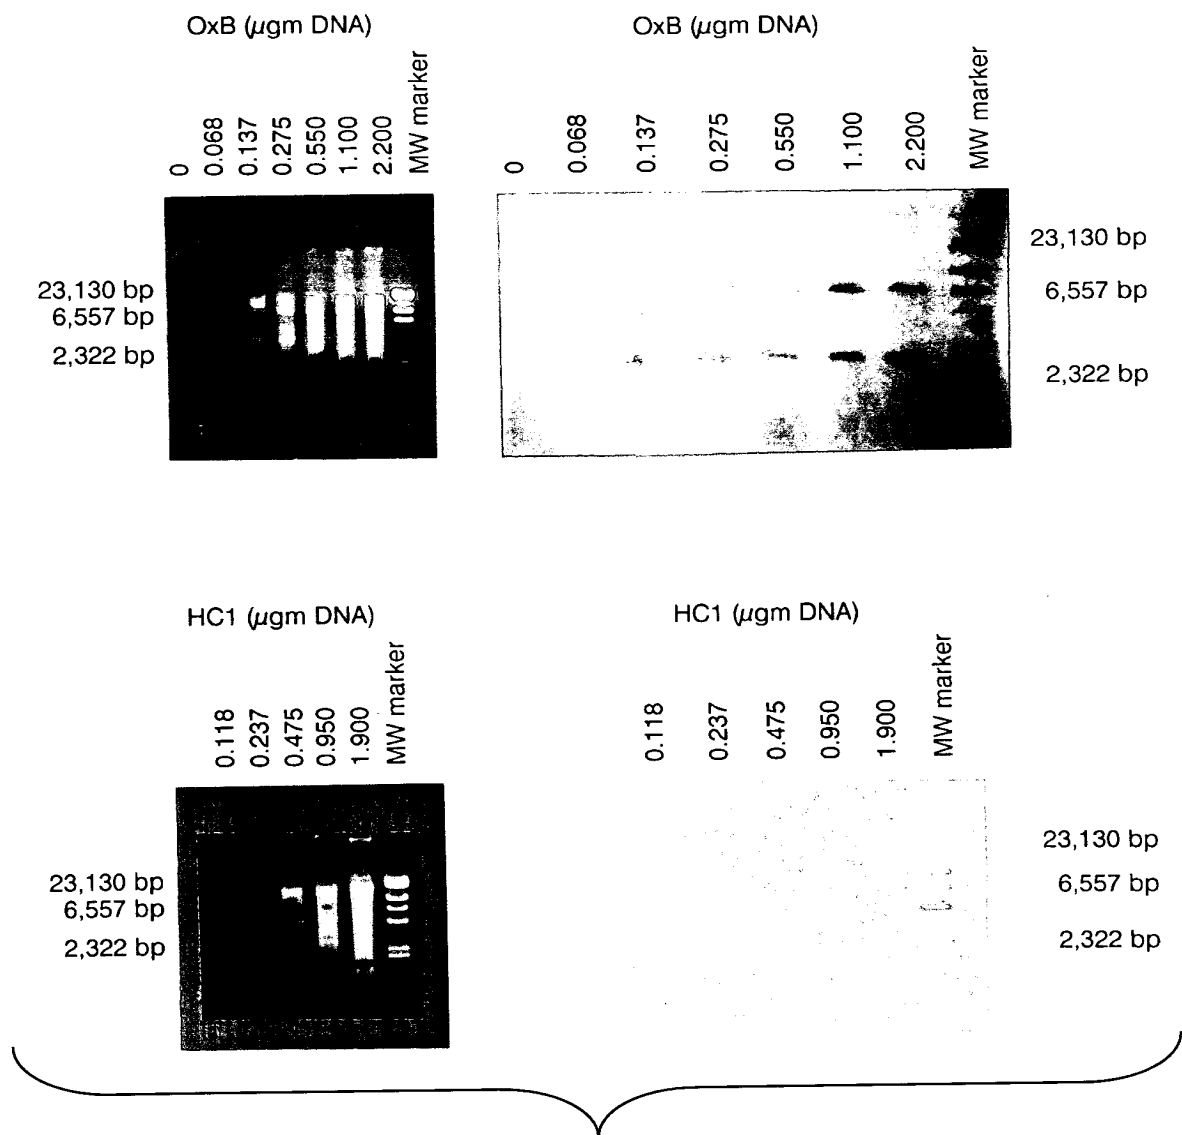 OxB (µgm DNA)
0
0.068
0.137
0.275
0.550
1.100
2.200
MW marker
23,130 bp
6,557 bp
2,322 bp
OxB (µgm DNA)
0
0.068
0.137
0.275
0.550
1.100
2.200
MW marker
23,130 bp
6,557 bp
2,322 bp
HC1 (µgm DNA)
0.118
0.237
0.475
0.950
1.900
MW marker
23,130 bp
6,557 bp
2,322 bp
HC1 (µgm DNA)
0.118
0.237
0.475
0.950
1.900
MW marker
23,130 bp
6,557 bp
2,322 bp